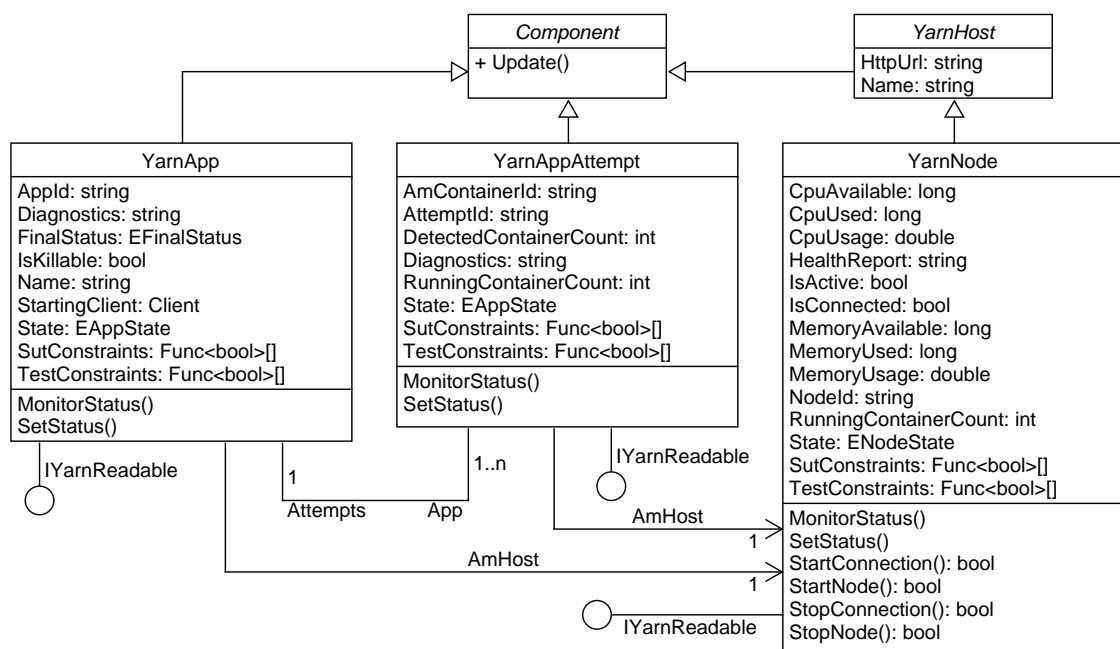 Component
+ Update()
YarnHost
HttpUrl: string
Name: string
YarnApp
AppId: string
Diagnostics: string
FinalStatus: EFinalStatus
IsKillable: bool
Name: string
StartingClient: Client
State: EAppState
SutConstraints: Func<bool>[]
TestConstraints: Func<bool>[]
MonitorStatus()
SetStatus()
YarnAppAttempt
AmContainerId: string
AttemptId: string
DetectedContainerCount: int
Diagnostics: string
RunningContainerCount: int
State: EAppState
SutConstraints: Func<bool>[]
TestConstraints: Func<bool>[]
MonitorStatus()
SetStatus()
YarnNode
CpuAvailable: long
CpuUsed: long
CpuUsage: double
HealthReport: string
IsActive: bool
IsConnected: bool
MemoryAvailable: long
MemoryUsed: long
MemoryUsage: double
NodeId: string
RunningContainerCount: int
State: ENodeState
SutConstraints: Func<bool>[]
TestConstraints: Func<bool>[]
MonitorStatus()
SetStatus()
StartConnection(): bool
StartNode(): bool
StopConnection(): bool
StopNode(): bool
IYarnReadable
1
1..n
Attempts
App
IYarnReadable
AmHost
1
AmHost
1
IYarnReadable